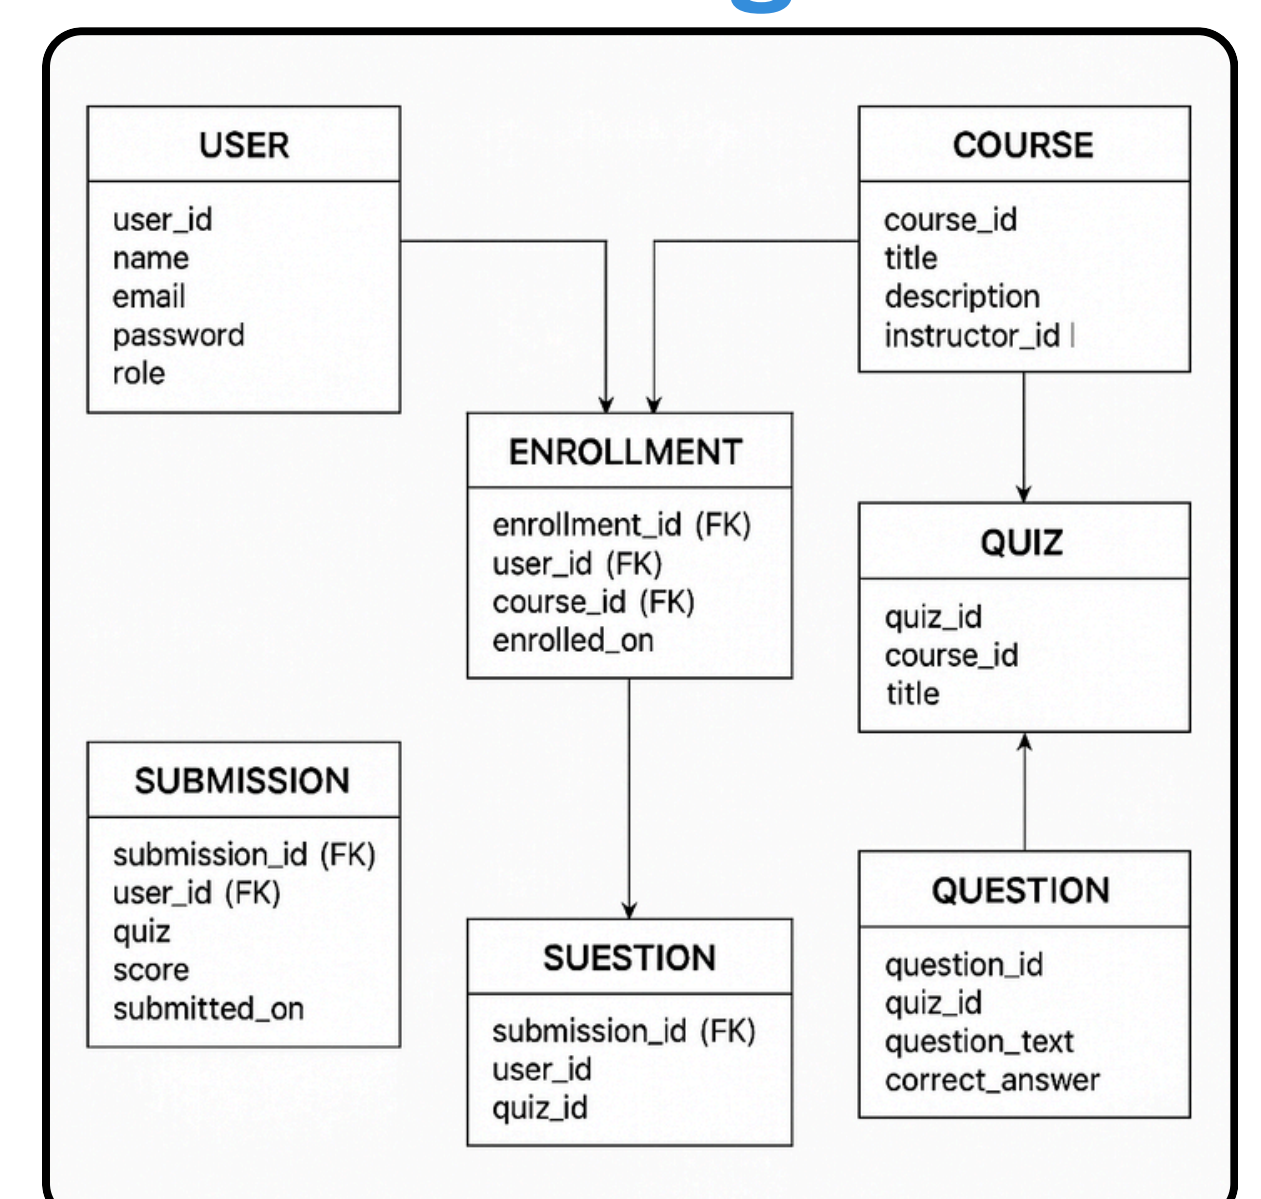 USER
user_id
name
email
password
role
COURSE
course_id
title
description
instructor_id |
ENROLLMENT
enrollment_id (FK)
user_id (FK)
course_id (FK)
enrolled_on
QUIZ
quiz_id
course_id
title
SUBMISSION
submission_id (FK)
user_id (FK)
quiz
score
submitted_on
SUESTION
submission_id (FK)
user_id
quiz_id
QUESTION
question_id
quiz_id
question_text
correct_answer